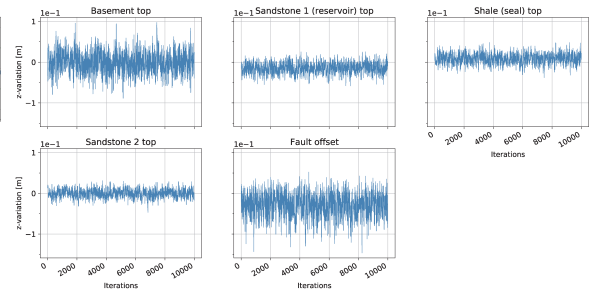 Basement top
1e−1
z-variation [m]
1
0
−1
Sandstone 1 (reservoir) top
1e−1
Shale (seal) top
1e−1
0
2000
4000
6000
8000
10000
Iterations
Sandstone 2 top
1e−1
z-variation [m]
1
0
−1
0
2000
4000
6000
8000
10000
Iterations
Fault offset
1e−1
0
2000
4000
6000
8000
10000
Iterations